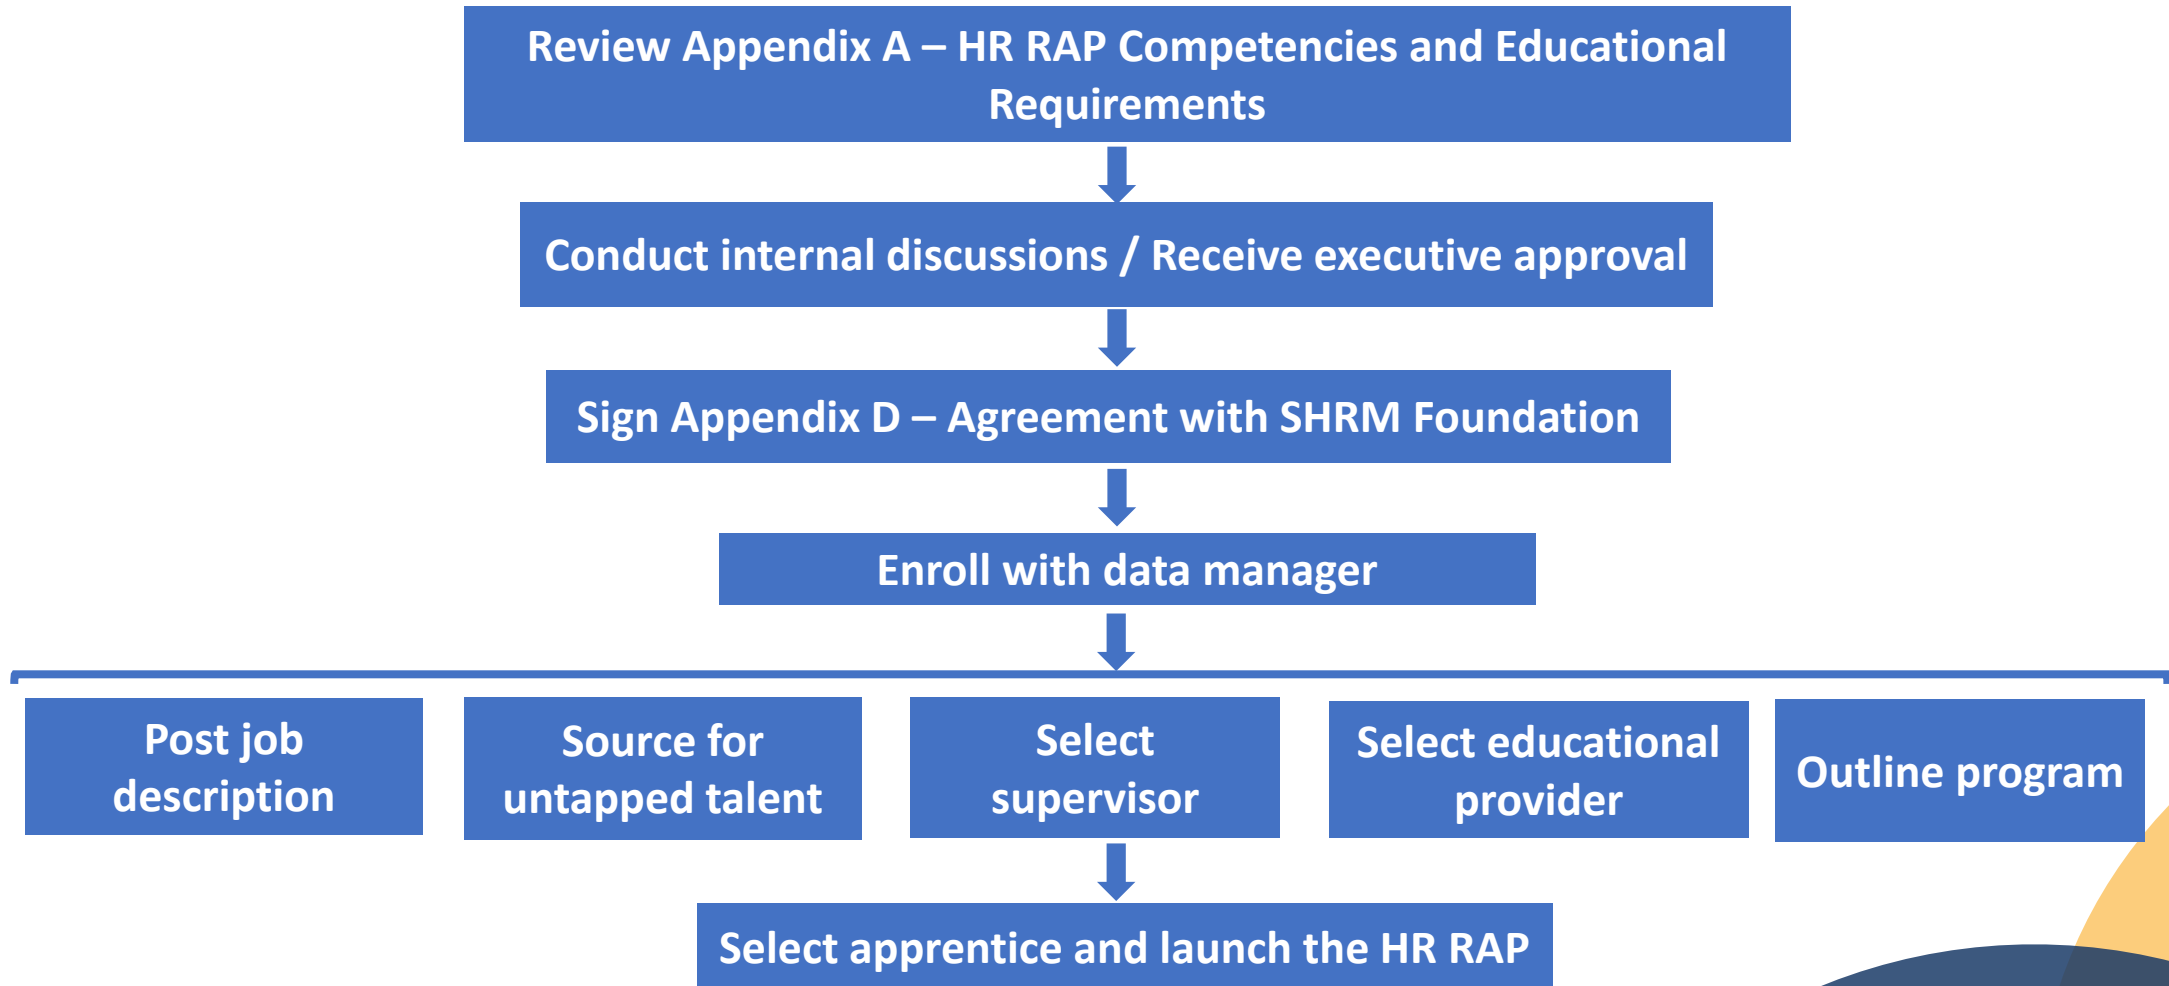 Review Appendix A – HR RAP Competencies and Educational
Requirements
Conduct internal discussions / Receive executive approval
Sign Appendix D – Agreement with SHRM Foundation
Enroll with data manager
Post job
description
Source for
untapped talent
Select
supervisor
Select educational
provider
Outline program
Select apprentice and launch the HR RAP